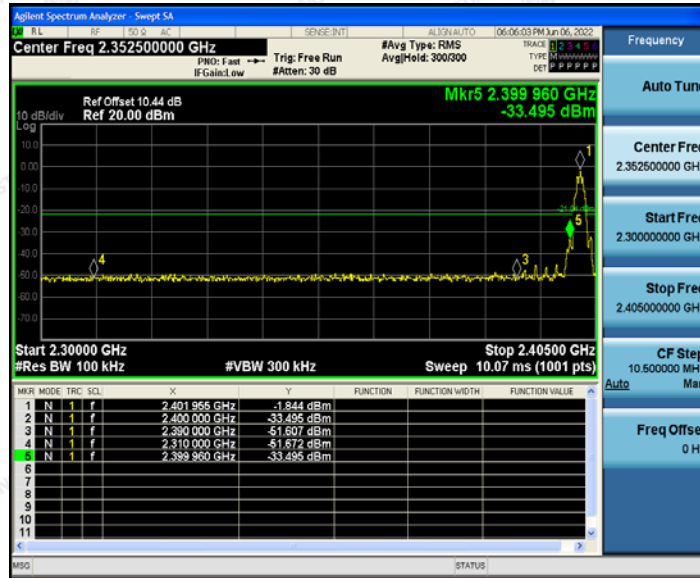 Agilent Spectrum Analyzer - Swept SA
RL RF 50 Ω AC SENSE:INT ALIGNAUTO 06:06:03 PM Jun 06, 2022
Center Freq 2.352500000 GHz #Avg Type: RMS TRACE 1 2 3 4 5 6
PNO: Fast Trig: Free Run Avg|Hold: 300/300 TYPE M
IFGain:Low #Atten: 30 dB DET P P P P P P
Mkr5 2.399 960 GHz
Ref Offset 10.44 dB
10 dB/div Ref 20.00 dBm -33.495 dBm
Log
10.0
0.00
-10.0
-20.0
-30.0
-40.0
-50.0
-60.0
-70.0
1
5
4
3
Start 2.30000 GHz Stop 2.40500 GHz
#Res BW 100 kHz #VBW 300 kHz Sweep 10.07 ms (1001 pts)
MKR MODE TRC SCL X Y FUNCTION FUNCTION WIDTH FUNCTION VALUE
1 N 1 f 2.401 955 GHz -1.844 dBm
2 N 1 f 2.400 000 GHz -33.495 dBm
3 N 1 f 2.390 000 GHz -51.607 dBm
4 N 1 f 2.310 000 GHz -51.672 dBm
5 N 1 f 2.399 960 GHz -33.495 dBm
6
7
8
9
10
11
MSG STATUS
Frequency
Auto Tune
Center Freq
2.352500000 GH
Start Freq
2.300000000 GH
Stop Freq
2.405000000 GH
CF Step
10.500000 MH
Auto Man
Freq Offset
0 H